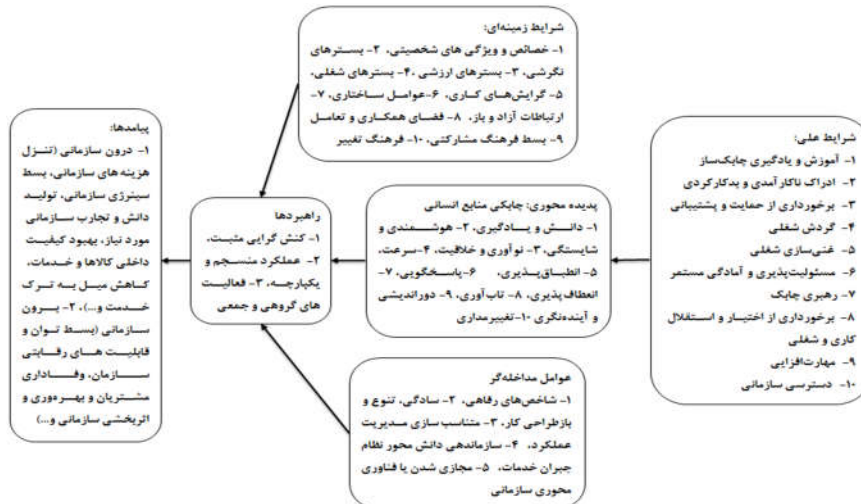 شرایط زمینه‌ای:
۱- خصائص و ویژگی های شخصیتی، ۲- بسترهای
نگرشی، ۳- بسترهای ارزشی، ۴- بسترهای شغلی،
۵- گرایش‌های کاری، ۶- عوامل ساختاری، ۷-
ارتباطات آزاد و باز، ۸- فضای همکاری و تعامل
۹- بسط فرهنگ مشارکتی، ۱۰- فرهنگ تغییر
شرایط علی:
۱- آموزش و یادگیری چابک‌ساز
۲- ادراک ناکارآمدی و بدکارکردی
۳- برخورداری از حمایت و پشتیبانی
۴- گردش شغلی
۵- غنی‌سازی شغلی
۶- مسئولیت‌پذیری و آمادگی مستمر
۷- رهبری چابک
۸- برخورداری از اختیار و استقلال
کاری و شغلی
۹- مهارت‌افزایی
۱۰- دسترسی سازمانی
پدیده محوری: چابکی منابع انسانی
۱- دانش و یادگیری، ۲- هوشمندی و
شایستگی، ۳- نوآوری و خلاقیت، ۴- سرعت،
۵- انطباق‌پذیری، ۶- پاسخگویی، ۷-
انعطاف‌پذیری، ۸- تاب‌آوری، ۹- دوراندیشی
و آینده‌نگری ۱۰- تغییرمداری
عوامل مداخله‌گر
۱- شاخص‌های رفاهی، ۲- سادگی، تنوع و
بازطراحی کار، ۳- متناسب سازی مدیریت
عملکرد، ۴- سازماندهی دانش محور نظام
جبران خدمات، ۵- مجازی شدن یا فناوری
محوری سازمانی
راهبردها
۱- کنش گرایی مثبت،
۲- عملکرد منسجم و
یکپارچه، ۳- فعالیت
های گروهی و جمعی
پیامدها:
۱- درون سازمانی (تنزل
هزینه های سازمانی، بسط
سینرژی سازمانی، تولید
دانش و تجارب سازمانی
مورد نیاز، بهبود کیفیت
داخلی کالاها و خدمات،
کاهش میل به ترک
خدمت و...)، ۲- برون
سازمانی (بسط توان و
قابلیت های رقابتی
سازمان، وفاداری
مشتریان و بهره‌وری و
اثربخشی سازمانی و...)